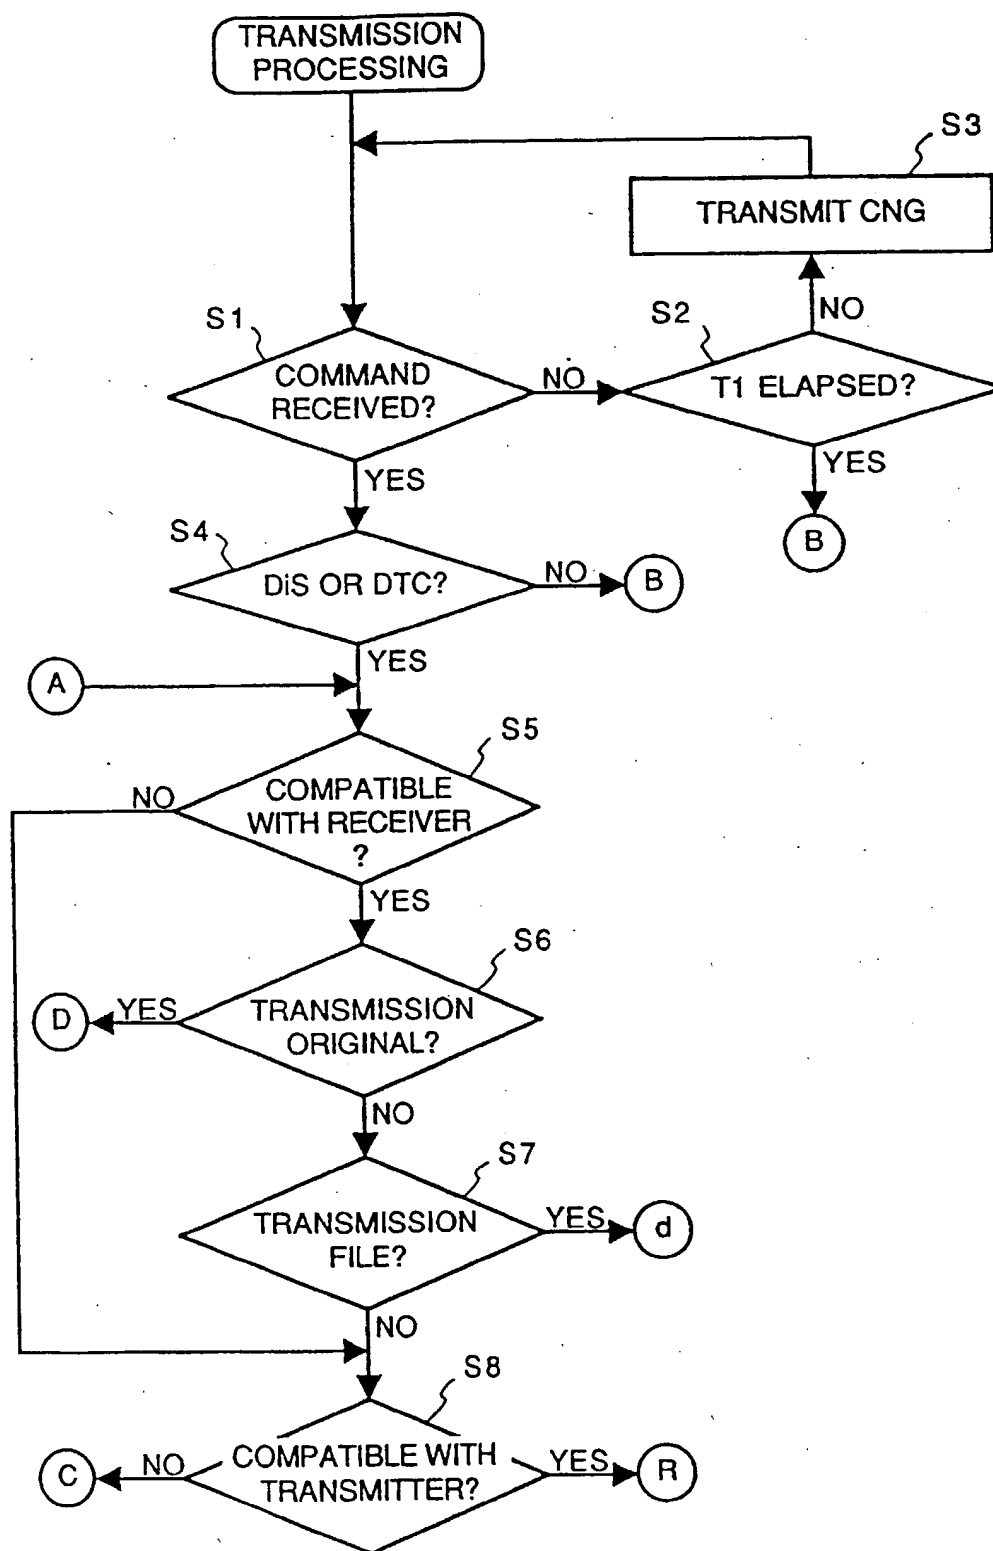 TRANSMISSION
PROCESSING
S3
TRANSMIT CNG
S1
COMMAND
RECEIVED?
NO
S2
NO
T1 ELAPSED?
YES
YES
B
S4
DiS OR DTC?
NO
B
YES
A
S5
COMPATIBLE
WITH RECEIVER
?
NO
YES
S6
TRANSMISSION
ORIGINAL?
YES
D
NO
S7
TRANSMISSION
FILE?
YES
d
NO
S8
COMPATIBLE WITH
TRANSMITTER?
NO
C
YES
R